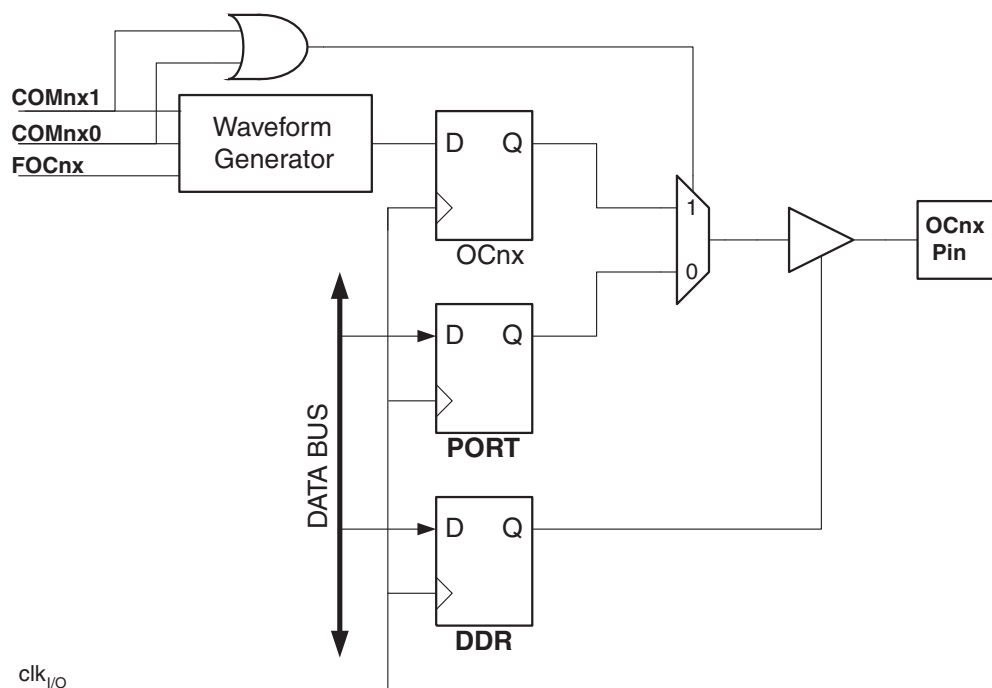 COMnx1
COMnx0
FOCnx
Waveform
Generator
D Q
OCnx
1
0
OCnx
Pin
D Q
PORT
DATA BUS
D Q
DDR
clkI/O